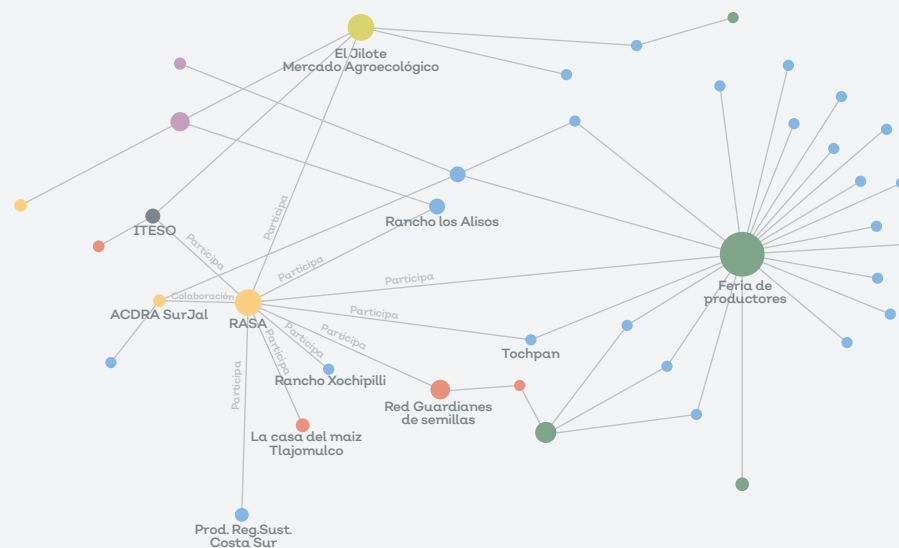 El Jilote
Mercado Agroecológico
Participa
Rancho los Alisos
ITESO
Participa
Participa
Participa
Feria de
productores
Colaboración
ACDRA SurJal
RASA
Participa
Participa
Participa
Participa
Tochpan
Participa
Rancho Xochipilli
Red Guardianes
de semillas
La casa del maiz
Tlajomulco
Prod. Reg.Sust.
Costa Sur